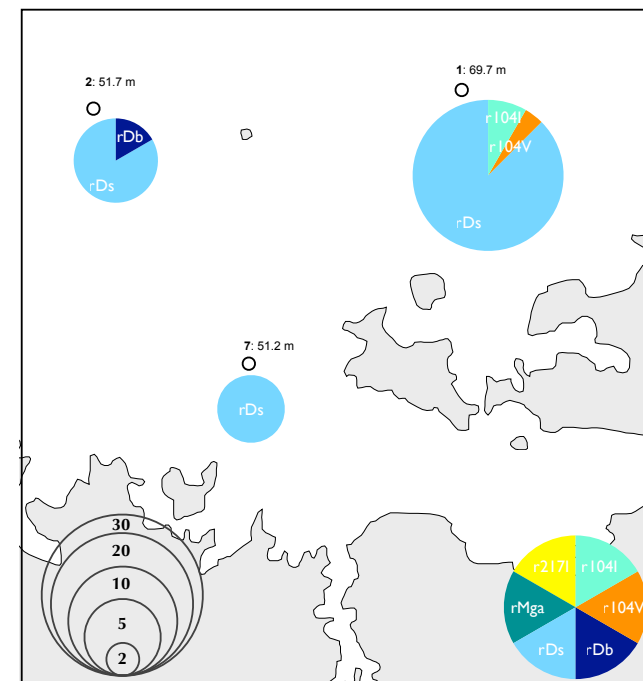 1: 69.7 m
2: 51.7 m
r104I
r104V
rDs
rDb
rDs
7: 51.2 m
rDs
30
20
10
5
2
r217I
r104I
rMga
r104V
rDs
rDb